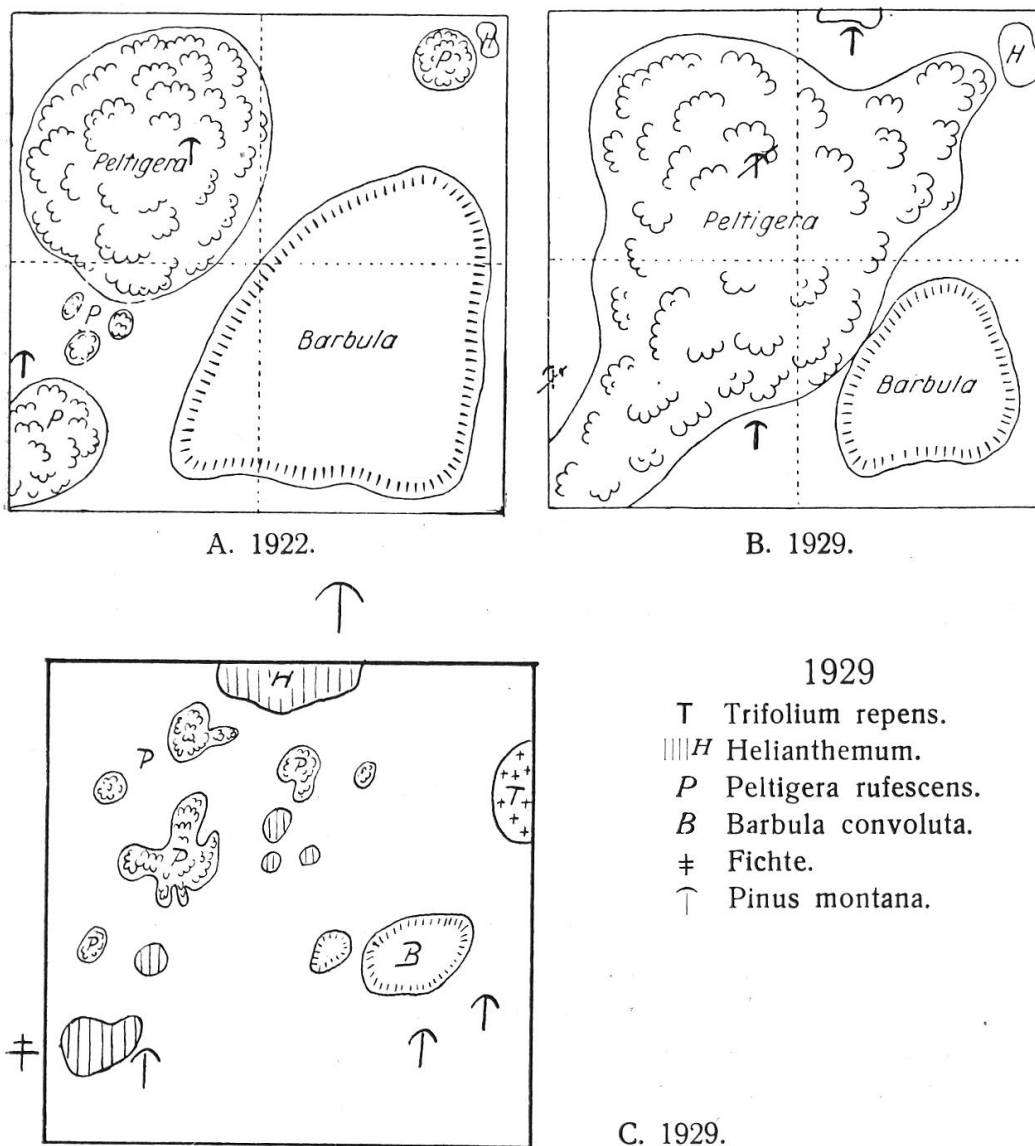 P
H
Peltigera
P
Barbula
P
A. 1922.
H
Peltigera
Barbula
B. 1929.
H
P
P
T
P
P
B
1929
T Trifolium repens.
H Helianthemum.
P Peltigera rufescens.
B Barbula convoluta.
Fichte.
Pinus montana.
C. 1929.